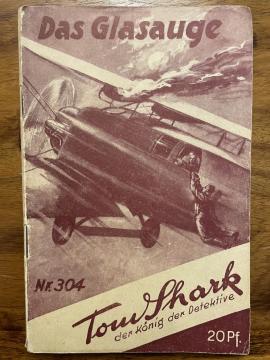 Das Glasauge
Nr. 304
Tom Shark
der König der Detektive
20 Pf.